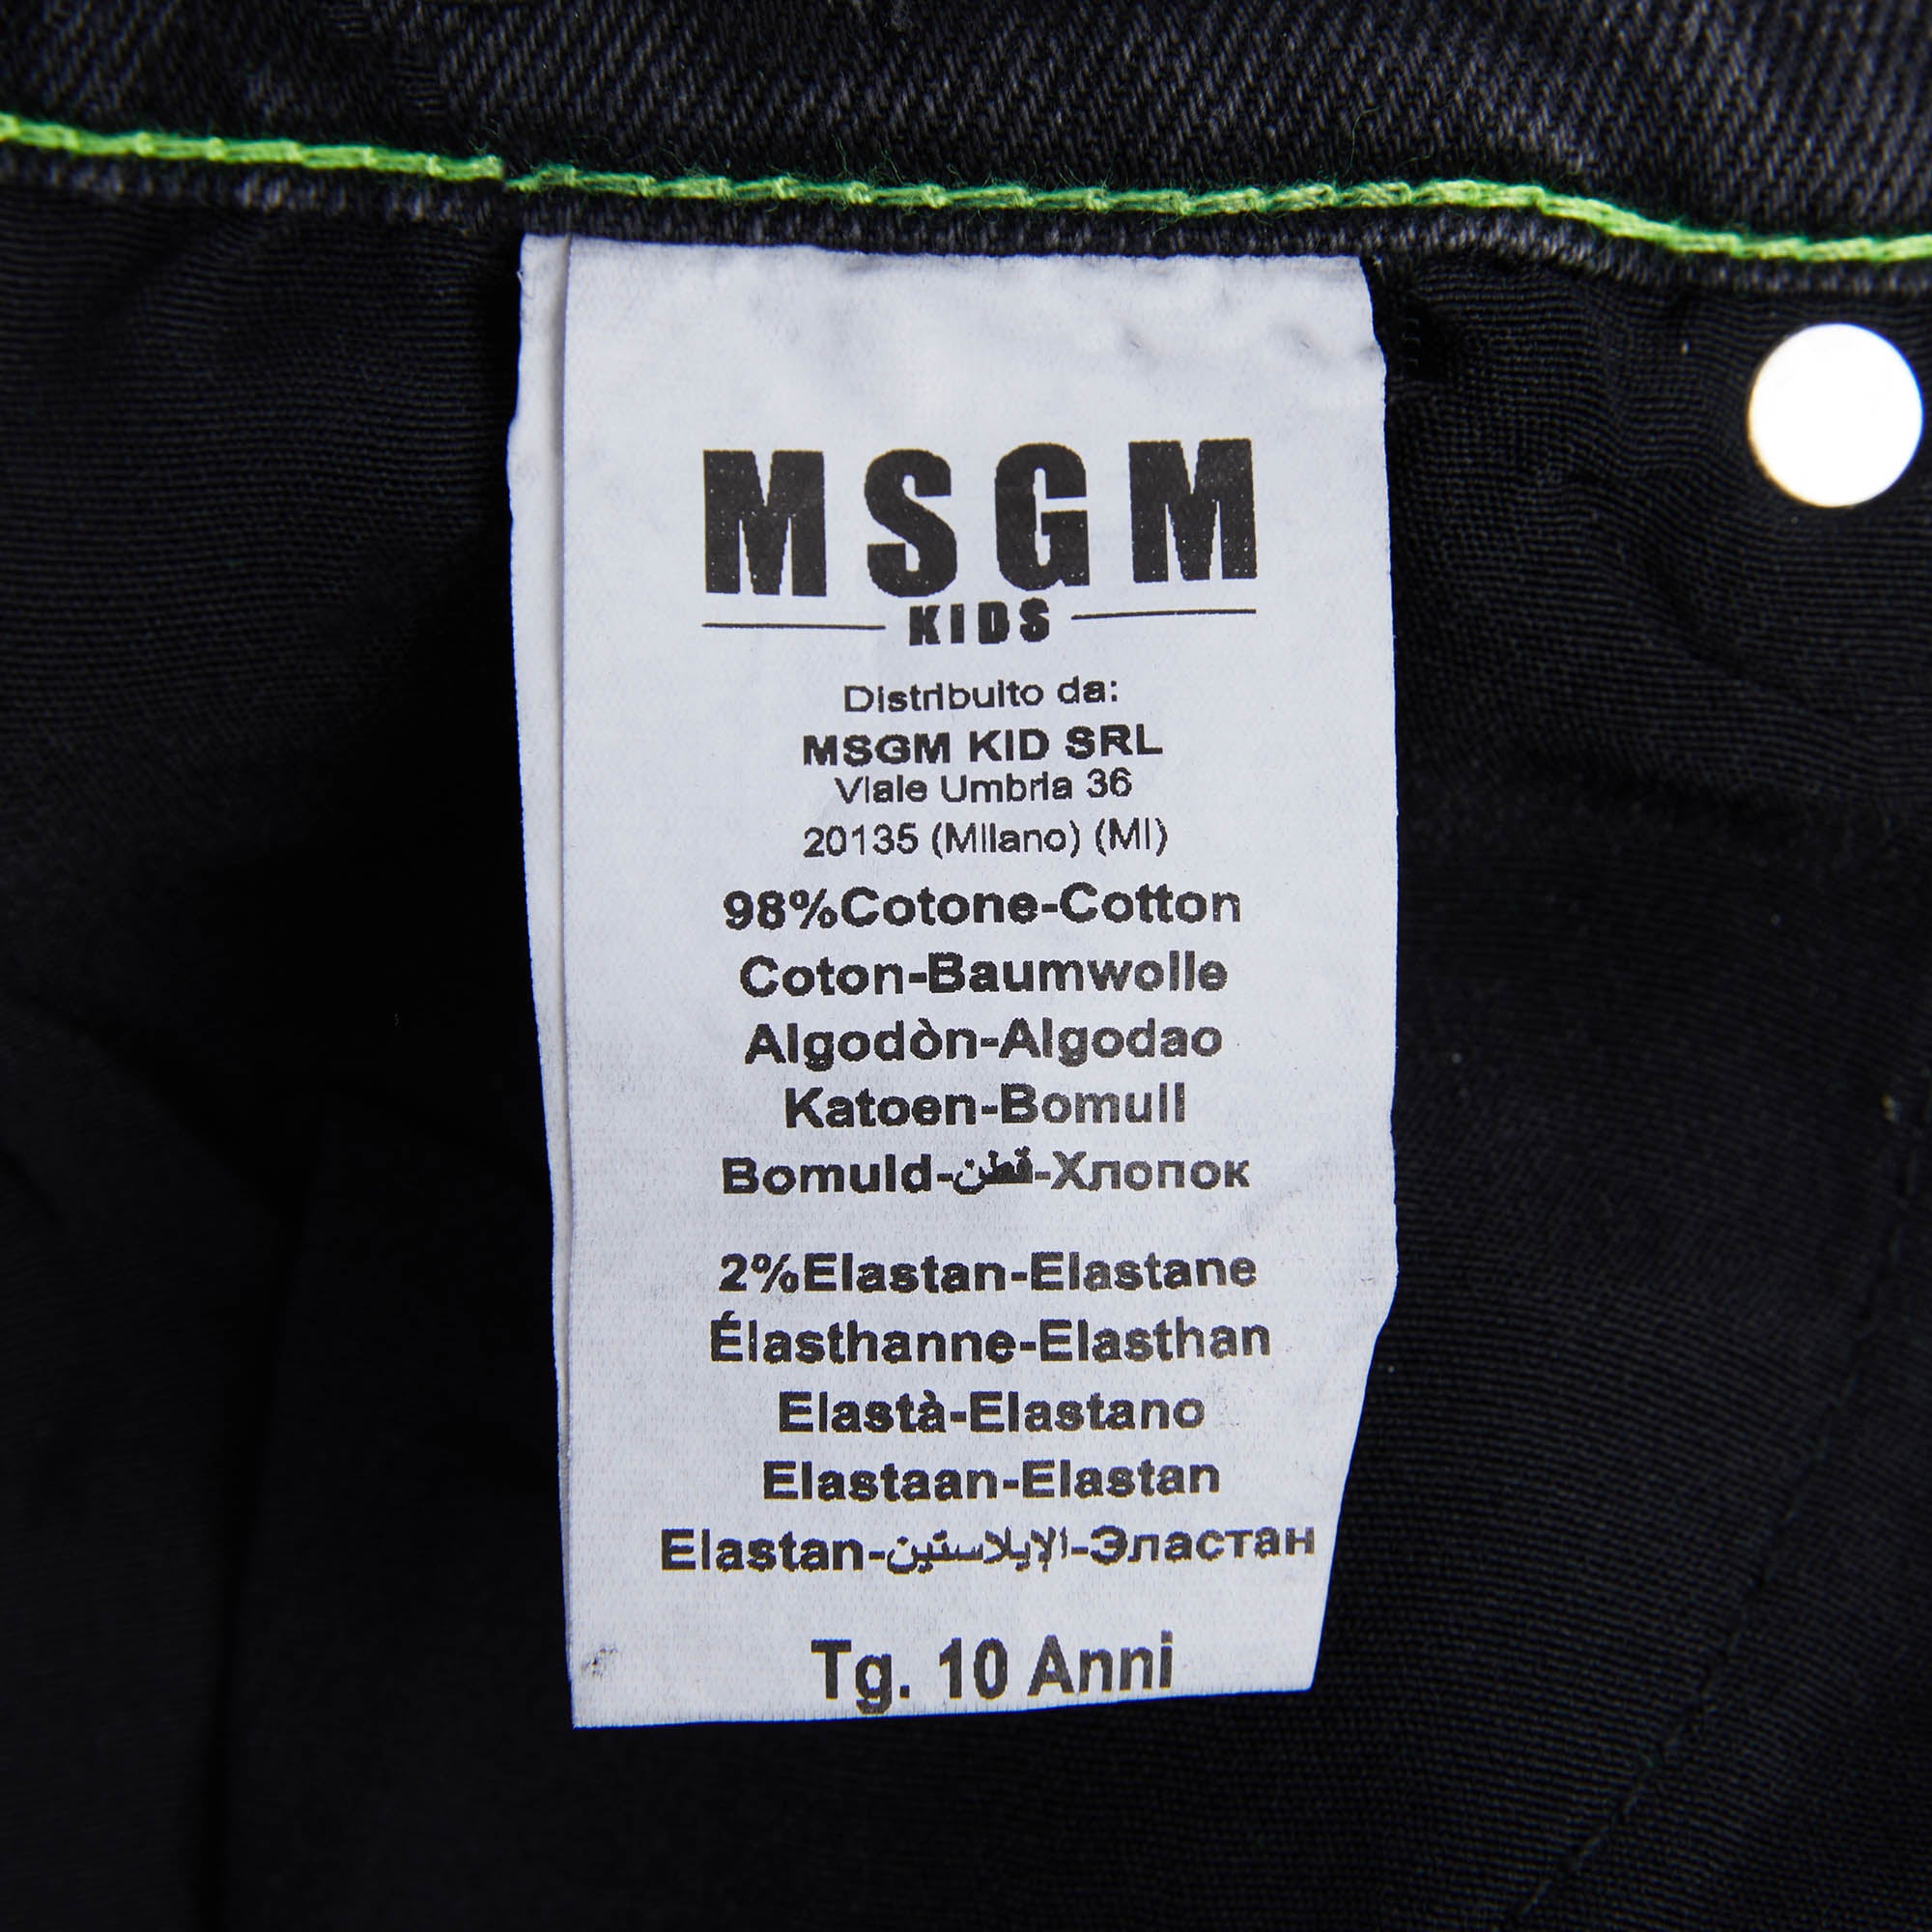 MSGM
KIDS
Distribuito da:
MSGM KID SRL
Viale Umbria 36
20135 (Milano) (MI)
98%Cotone-Cotton
Coton-Baumwolle
Algodòn-Algodao
Katoen-Bomull
Bomuld-قطن-Хлопок
2%Elastan-Elastane
Élasthanne-Elasthan
Elastà-Elastano
Elastaan-Elastan
Elastan-الإيلاستين-Эластан
Tg. 10 Anni